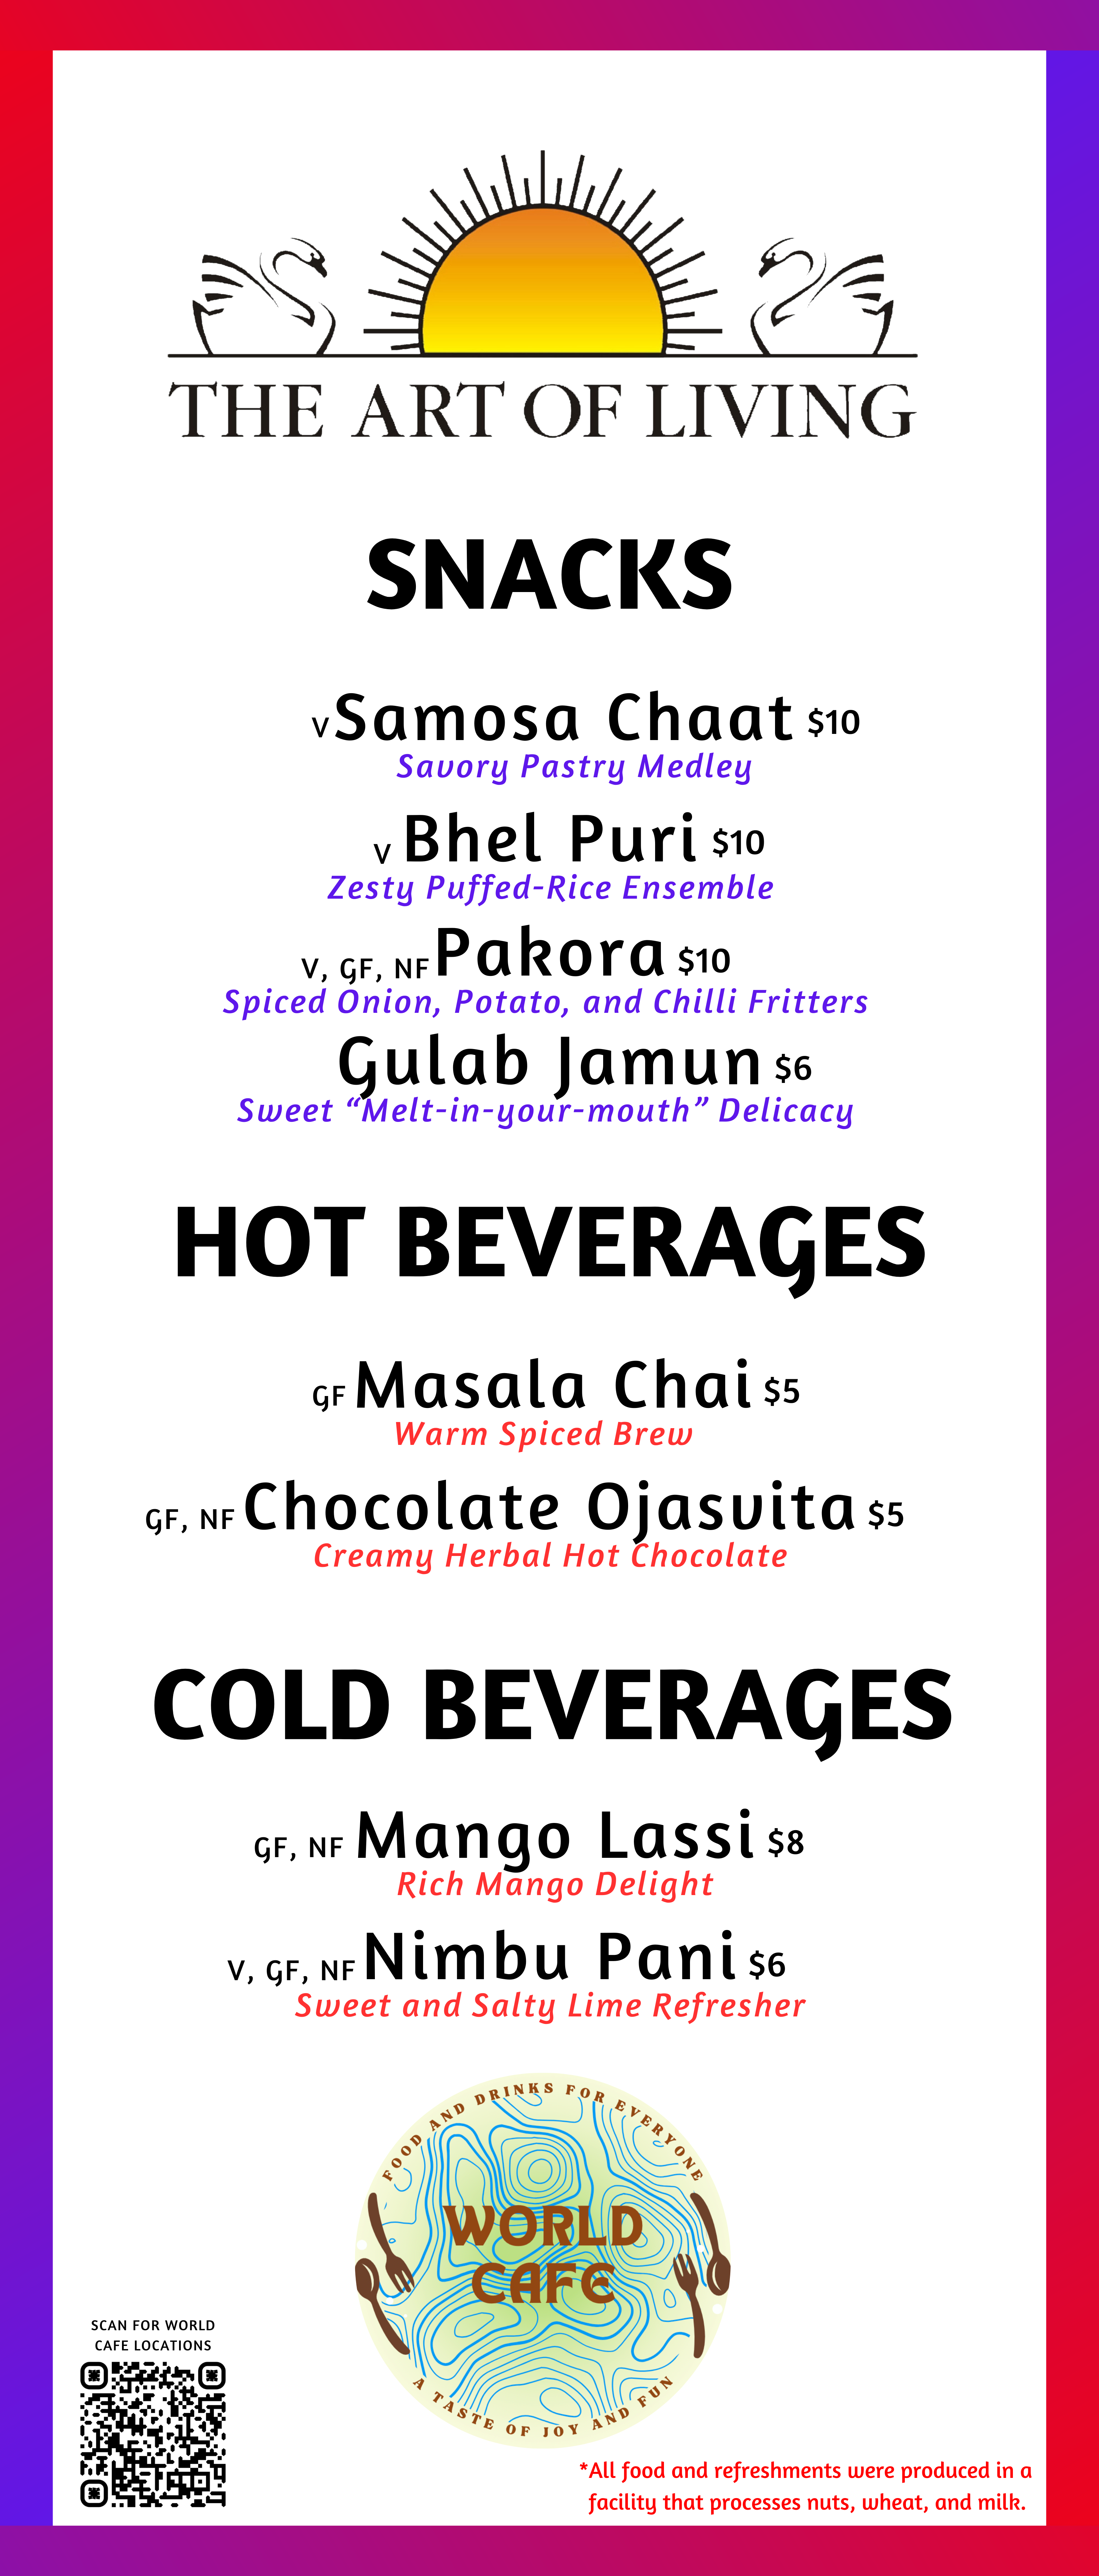 THE ART OF LIVING
SNACKS
V Samosa Chaat $10
Savory Pastry Medley
V Bhel Puri $10
Zesty Puffed-Rice Ensemble
V, GF, NF Pakora $10
Spiced Onion, Potato, and Chilli Fritters
Gulab Jamun $6
Sweet “Melt-in-your-mouth” Delicacy
HOT BEVERAGES
GF Masala Chai $5
Warm Spiced Brew
GF, NF Chocolate Ojasvita $5
Creamy Herbal Hot Chocolate
COLD BEVERAGES
GF, NF Mango Lassi $8
Rich Mango Delight
V, GF, NF Nimbu Pani $6
Sweet and Salty Lime Refresher
FOOD AND DRINKS FOR EVERYONE
WORLD
CAFE
A TASTE OF JOY AND FUN
SCAN FOR WORLD
CAFE LOCATIONS
*All food and refreshments were produced in a
facility that processes nuts, wheat, and milk.